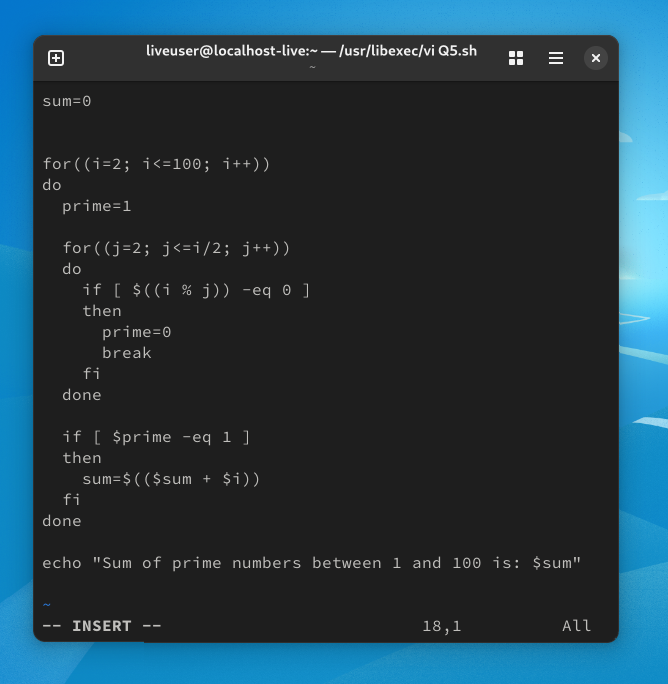 liveuser@localhost-live:~ — /usr/libexec/vi Q5.sh
~
sum=0
for((i=2; i<=100; i++))
do
  prime=1
  for((j=2; j<=i/2; j++))
  do
    if [ $((i % j)) -eq 0 ]
    then
      prime=0
      break
    fi
  done
  if [ $prime -eq 1 ]
  then
    sum=$(($sum + $i))
  fi
done
echo "Sum of prime numbers between 1 and 100 is: $sum"
~
-- INSERT -- 18,1 All